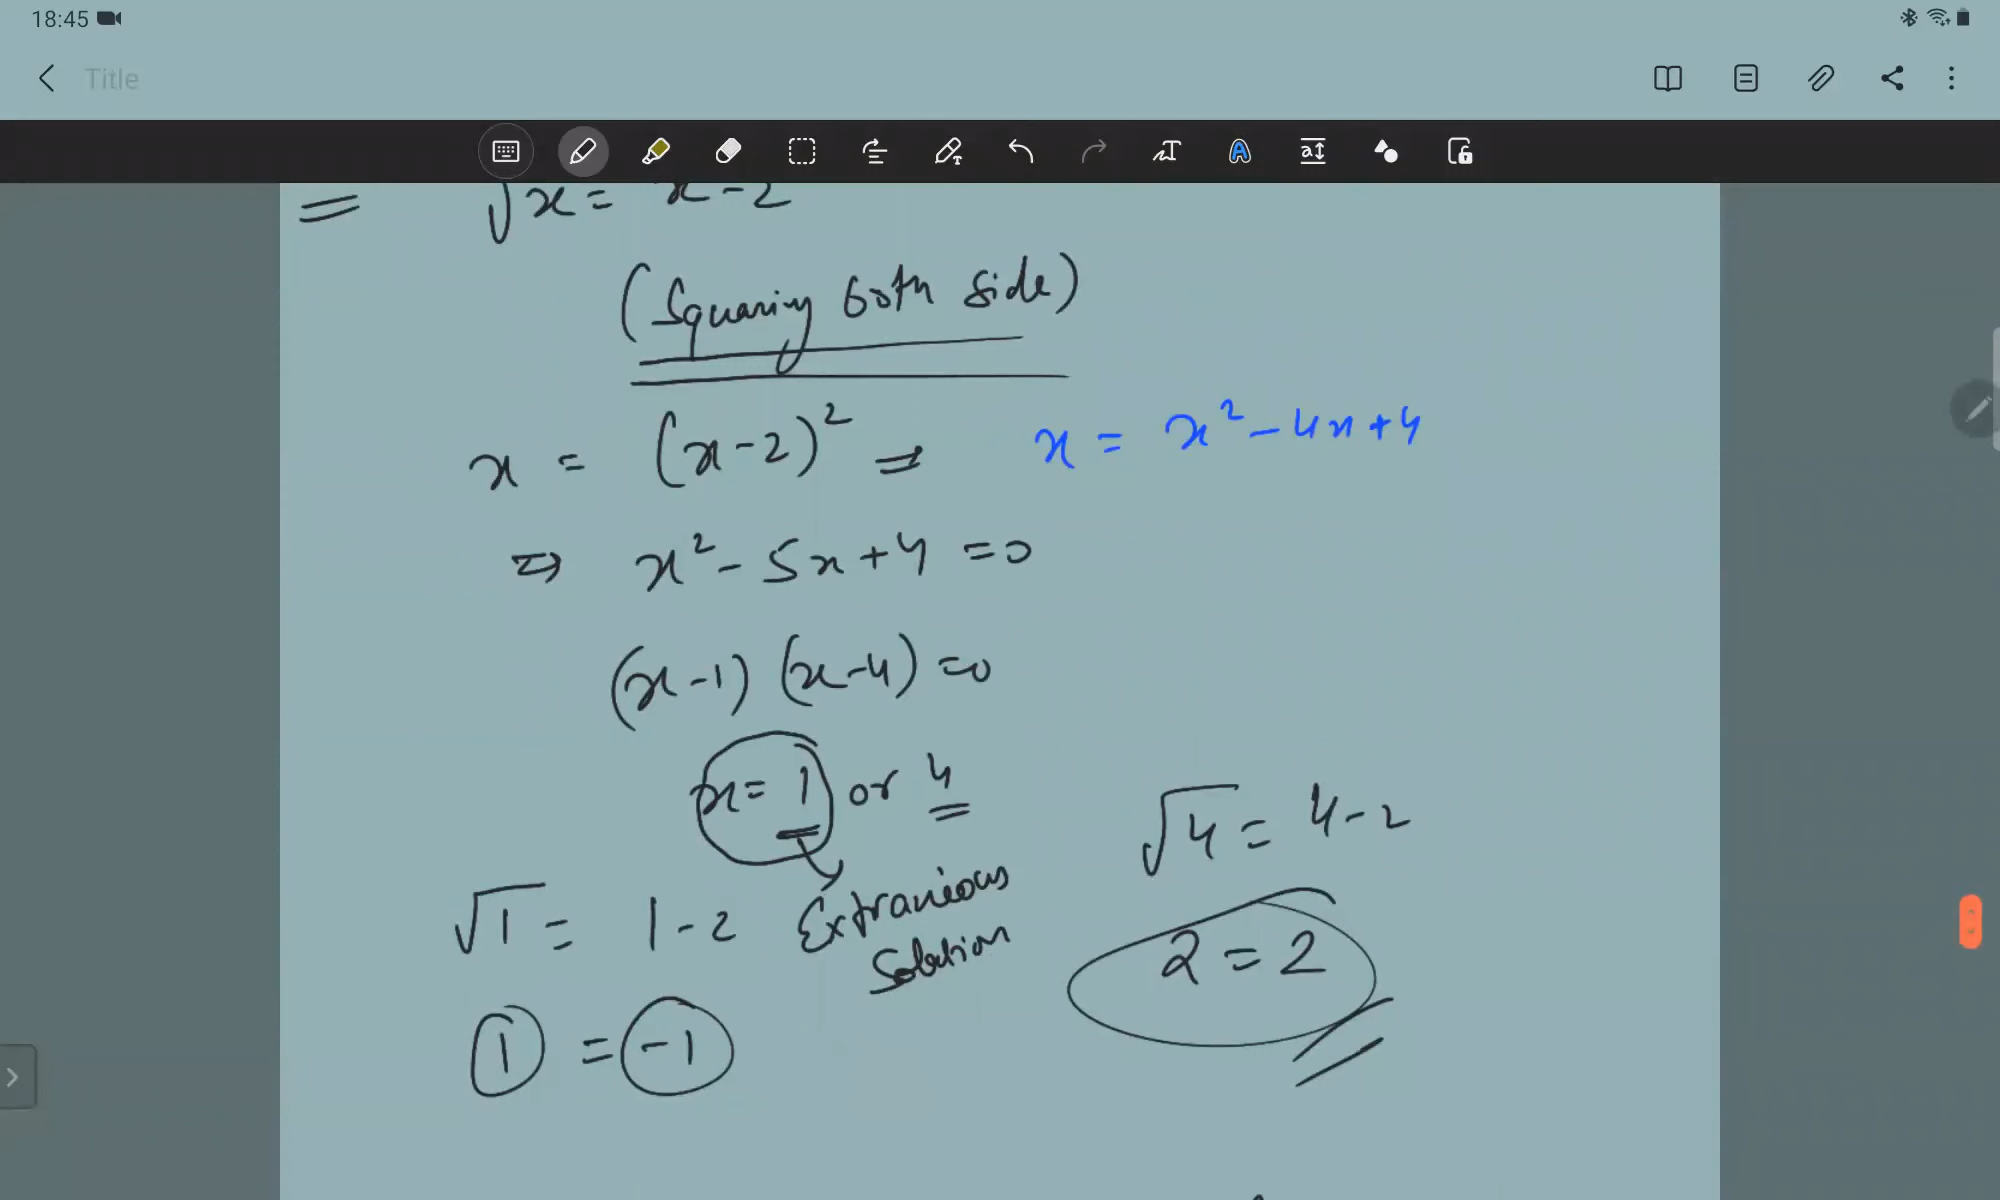 18:45
Title
= √x = x - 2
(Squaring both side)
x = (x-2)² ⇒ x = x² - 4x + 4
⇒ x² - 5x + 4 = 0
(x-1) (x-4) = 0
x = 1 or 4
√4 = 4 - 2
√1 = 1 - 2
Extranious
Solution
2 = 2
1 = -1